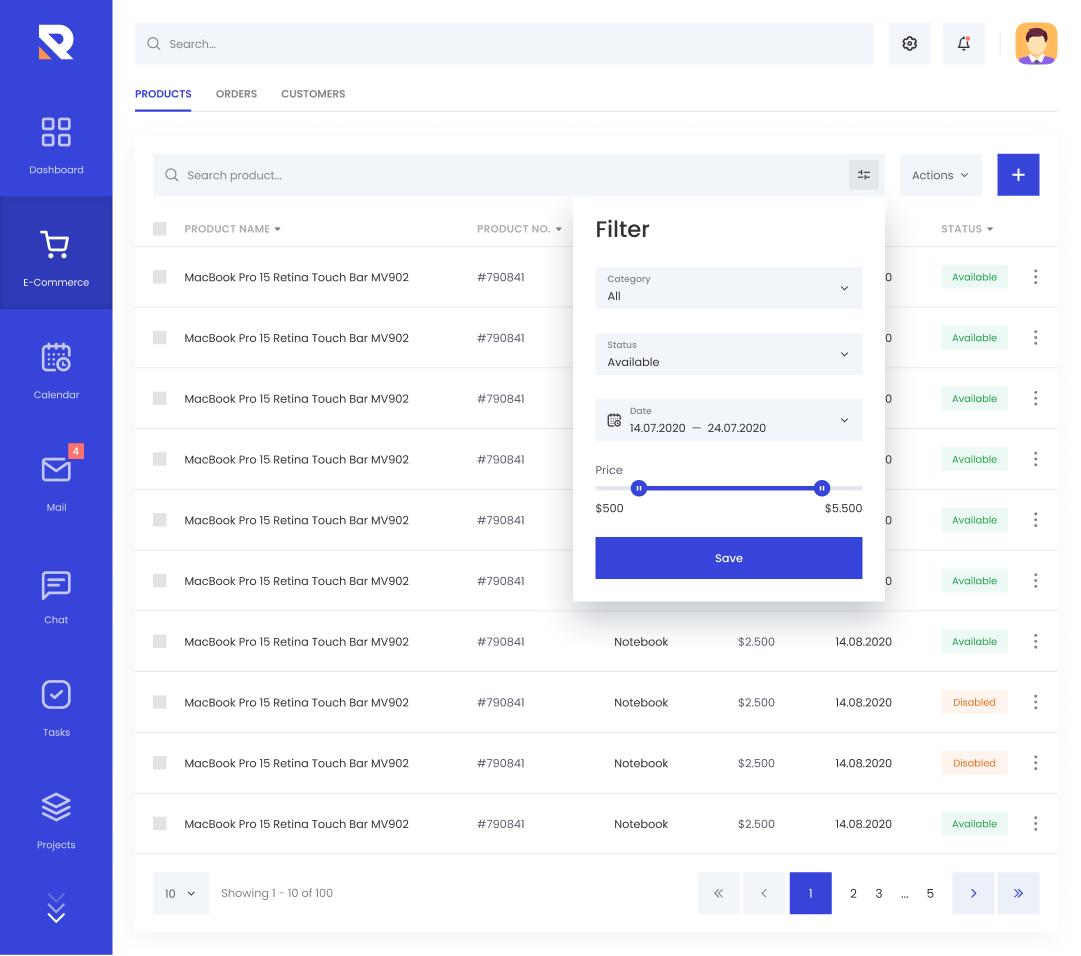 Search...
PRODUCTS ORDERS CUSTOMERS
Dashboard
E-Commerce
Calendar
4
Mail
Chat
Tasks
Projects
Search product... Actions
PRODUCT NAME PRODUCT NO. STATUS
MacBook Pro 15 Retina Touch Bar MV902 #790841 0 Available
MacBook Pro 15 Retina Touch Bar MV902 #790841 0 Available
MacBook Pro 15 Retina Touch Bar MV902 #790841 0 Available
MacBook Pro 15 Retina Touch Bar MV902 #790841 0 Available
MacBook Pro 15 Retina Touch Bar MV902 #790841 0 Available
MacBook Pro 15 Retina Touch Bar MV902 #790841 0 Available
MacBook Pro 15 Retina Touch Bar MV902 #790841 Notebook $2.500 14.08.2020 Available
MacBook Pro 15 Retina Touch Bar MV902 #790841 Notebook $2.500 14.08.2020 Disabled
MacBook Pro 15 Retina Touch Bar MV902 #790841 Notebook $2.500 14.08.2020 Disabled
MacBook Pro 15 Retina Touch Bar MV902 #790841 Notebook $2.500 14.08.2020 Available
Filter
Category
All
Status
Available
Date
14.07.2020 — 24.07.2020
Price
$500 $5.500
Save
10 Showing 1 - 10 of 100 1 2 3 ... 5